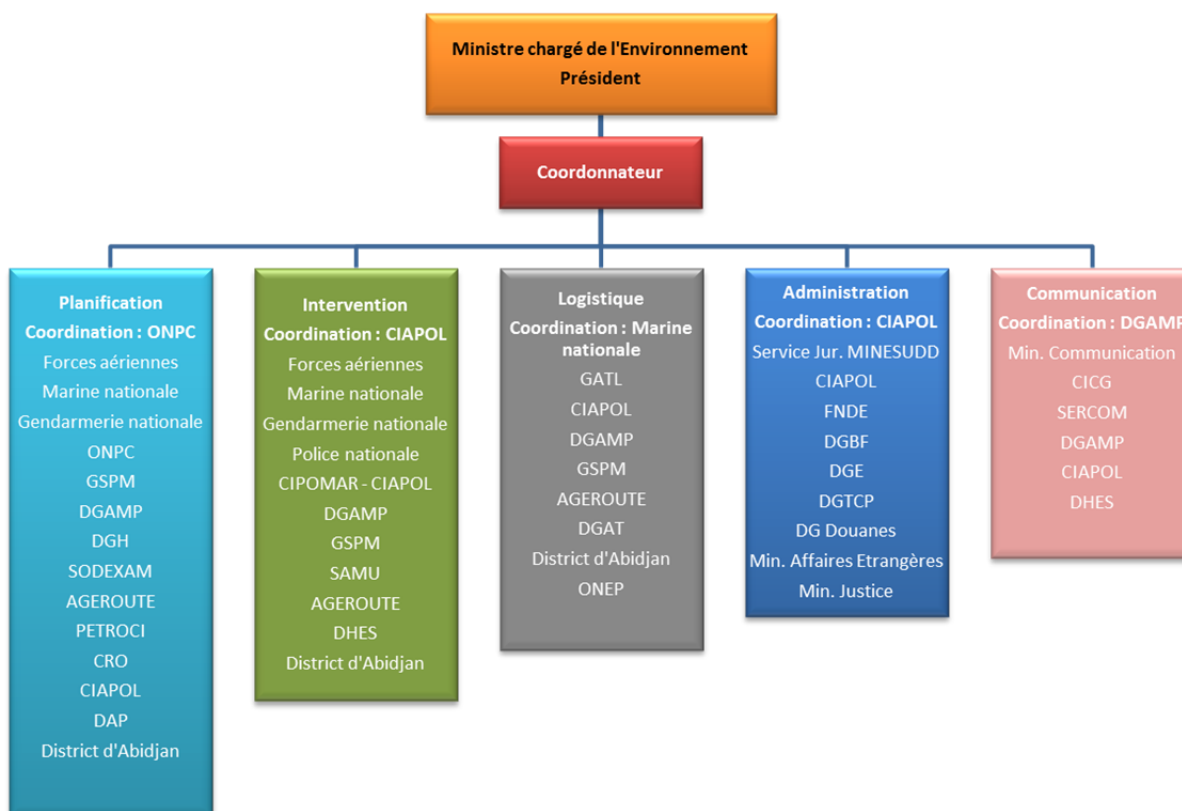 Ministre chargé de l'Environnement
Président
Coordonnateur
Planification
Coordination : ONPC
Forces aériennes
Marine nationale
Gendarmerie nationale
ONPC
GSPM
DGAMP
DGH
SODEXAM
AGEROUTE
PETROCI
CRO
CIAPOL
DAP
District d'Abidjan
Intervention
Coordination : CIAPOL
Forces aériennes
Marine nationale
Gendarmerie nationale
Police nationale
CIPOMAR - CIAPOL
DGAMP
GSPM
SAMU
AGEROUTE
DHES
District d'Abidjan
Logistique
Coordination : Marine
nationale
GATL
CIAPOL
DGAMP
GSPM
AGEROUTE
DGAT
District d'Abidjan
ONEP
Administration
Coordination : CIAPOL
Service Jur. MINESUDD
CIAPOL
FNDE
DGBF
DGE
DGTCP
DG Douanes
Min. Affaires Etrangères
Min. Justice
Communication
Coordination : DGAMP
Min. Communication
CICG
SERCOM
DGAMP
CIAPOL
DHES